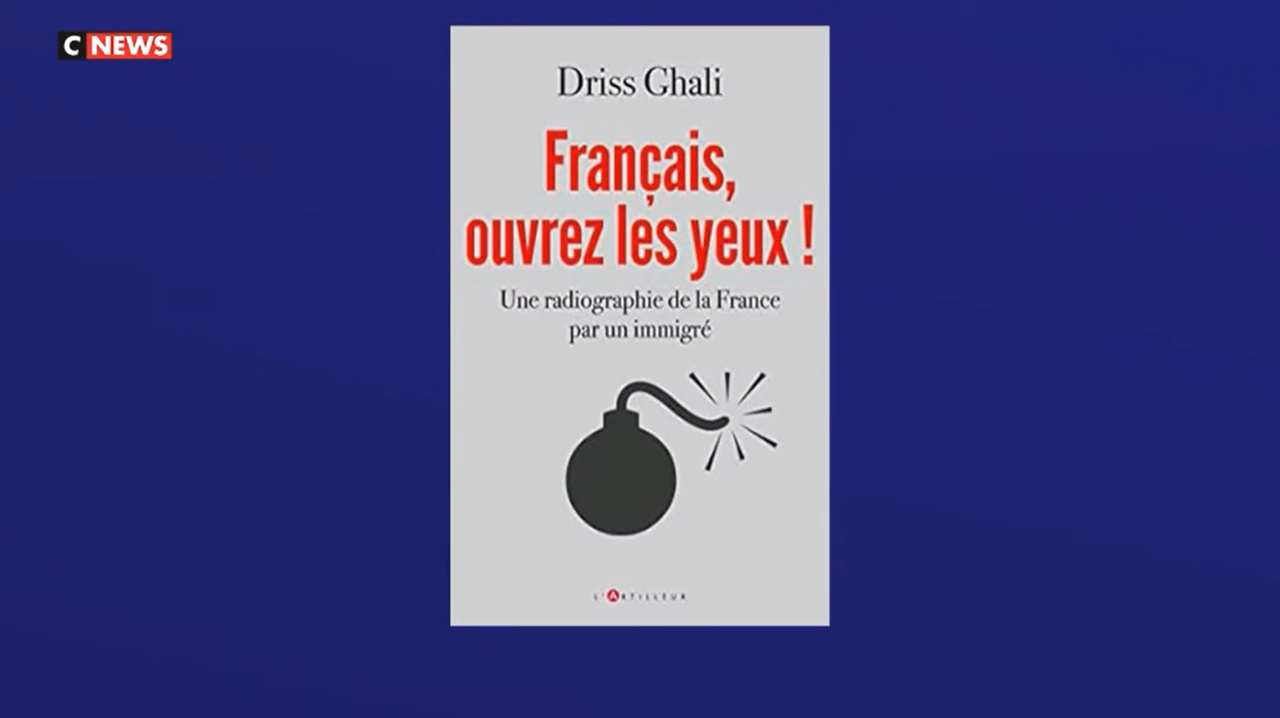 CNEWS
Driss Ghali
Français,
ouvrez les yeux !
Une radiographie de la France
par un immigré
L'ARTILLEUR